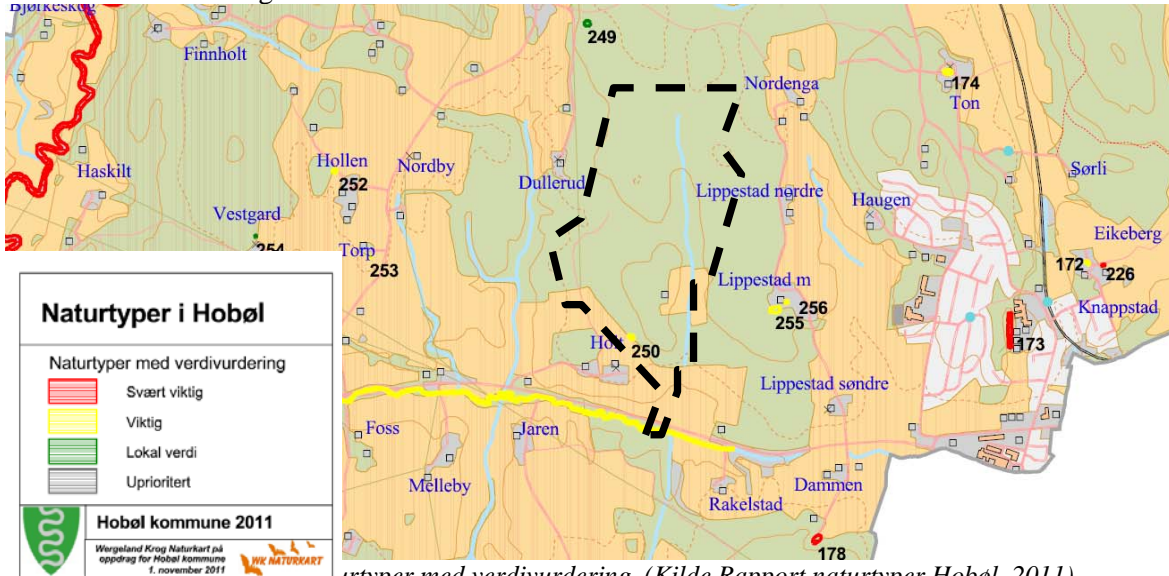 Bjørkeskog
Finnholt
249
Nordenga
174
Ton
Haskilt
Hollen
252
Nordby
Dullerud
Lippestad nordre
Haugen
Sørli
Vestgard
254
Torp
253
Eikeberg
172
226
Knappstad
Lippestad m
256
255
173
Holt
250
Lippestad søndre
Foss
Jaren
Melleby
Rakelstad
Dammen
178
Naturtyper i Hobøl
Naturtyper med verdivurdering
Svært viktig
Viktig
Lokal verdi
Uprioritert
Hobøl kommune 2011
Wergeland Krog Naturkart på
oppdrag for Hobøl kommune
1. november 2011
WK NATURKART
urtyper med verdivurdering. (Kilde Rapport naturtyper Hobøl, 2011)